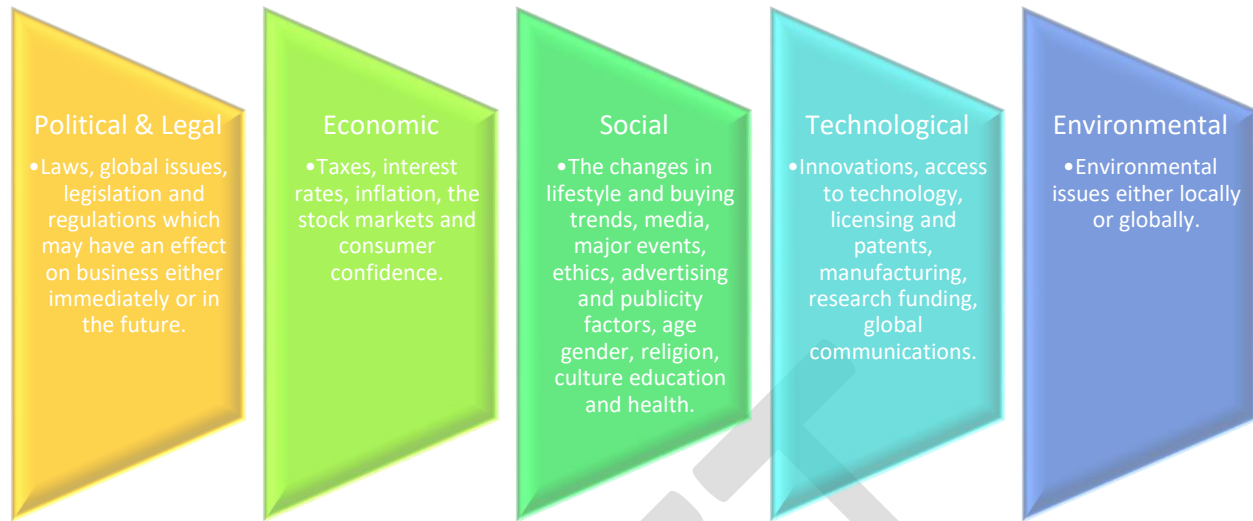 Political & Legal
•Laws, global issues,
legislation and
regulations which
may have an effect
on business either
immediately or in
the future.
Economic
•Taxes, interest
rates, inflation, the
stock markets and
consumer
confidence.
Social
•The changes in
lifestyle and buying
trends, media,
major events,
ethics, advertising
and publicity
factors, age
gender, religion,
culture education
and health.
Technological
•Innovations, access
to technology,
licensing and
patents,
manufacturing,
research funding,
global
communications.
Environmental
•Environmental
issues either locally
or globally.